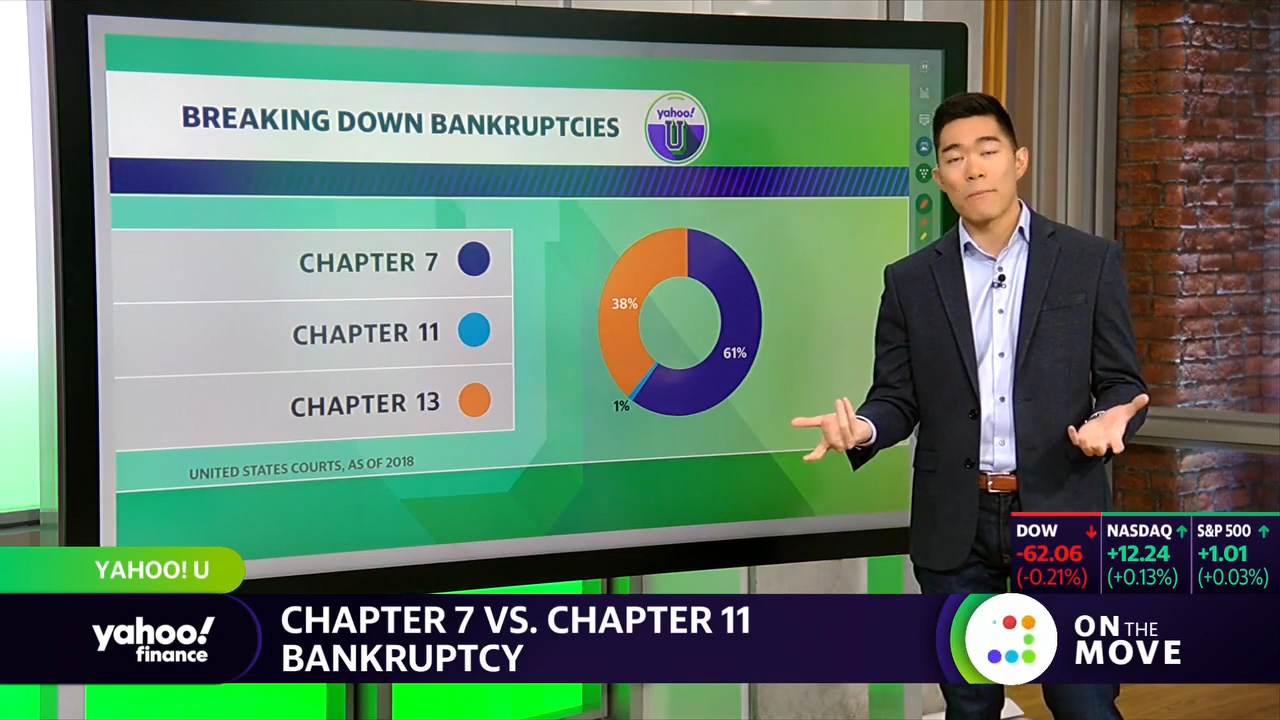 BREAKING DOWN BANKRUPTCIES
yahoo!
U
CHAPTER 7
CHAPTER 11
CHAPTER 13
38%
61%
1%
UNITED STATES COURTS, AS OF 2018
DOW
-62.06
(-0.21%)
NASDAQ
+12.24
(+0.13%)
S&P 500
+1.01
(+0.03%)
YAHOO! U
yahoo!
finance
CHAPTER 7 VS. CHAPTER 11
BANKRUPTCY
ON THE
MOVE